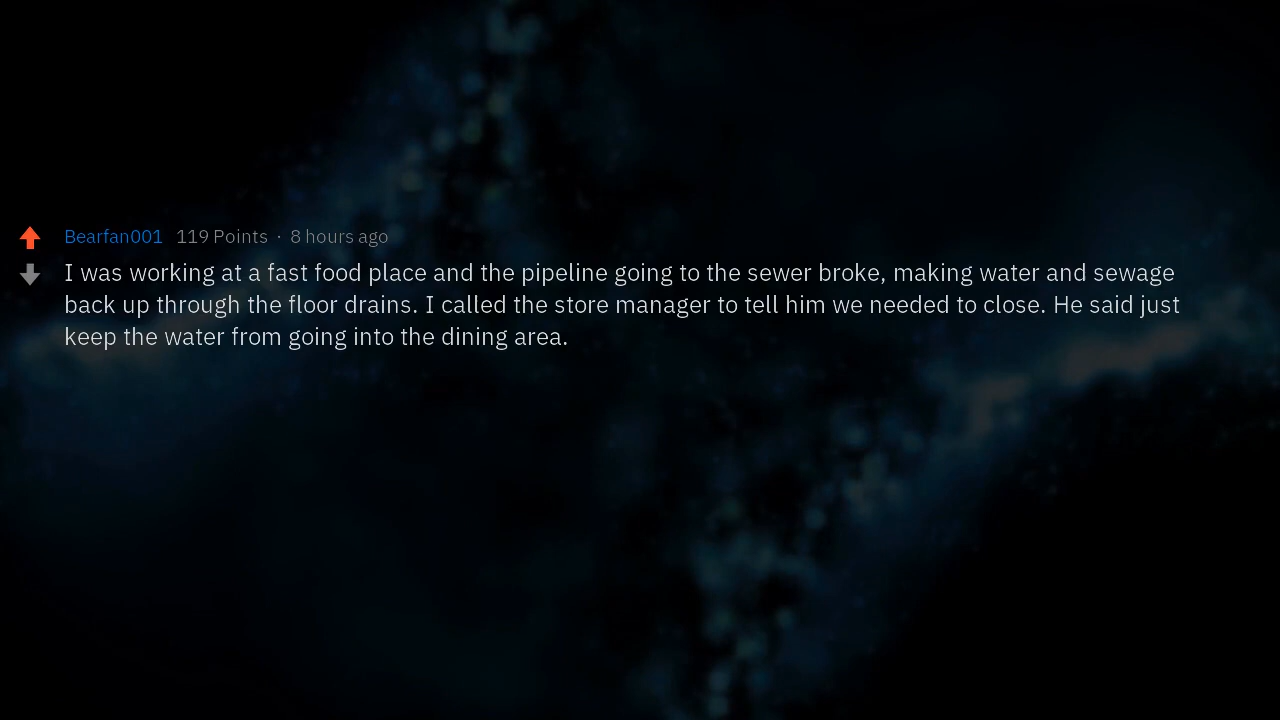 Bearfan001 119 Points · 8 hours ago
I was working at a fast food place and the pipeline going to the sewer broke, making water and sewage
back up through the floor drains. I called the store manager to tell him we needed to close. He said just
keep the water from going into the dining area.